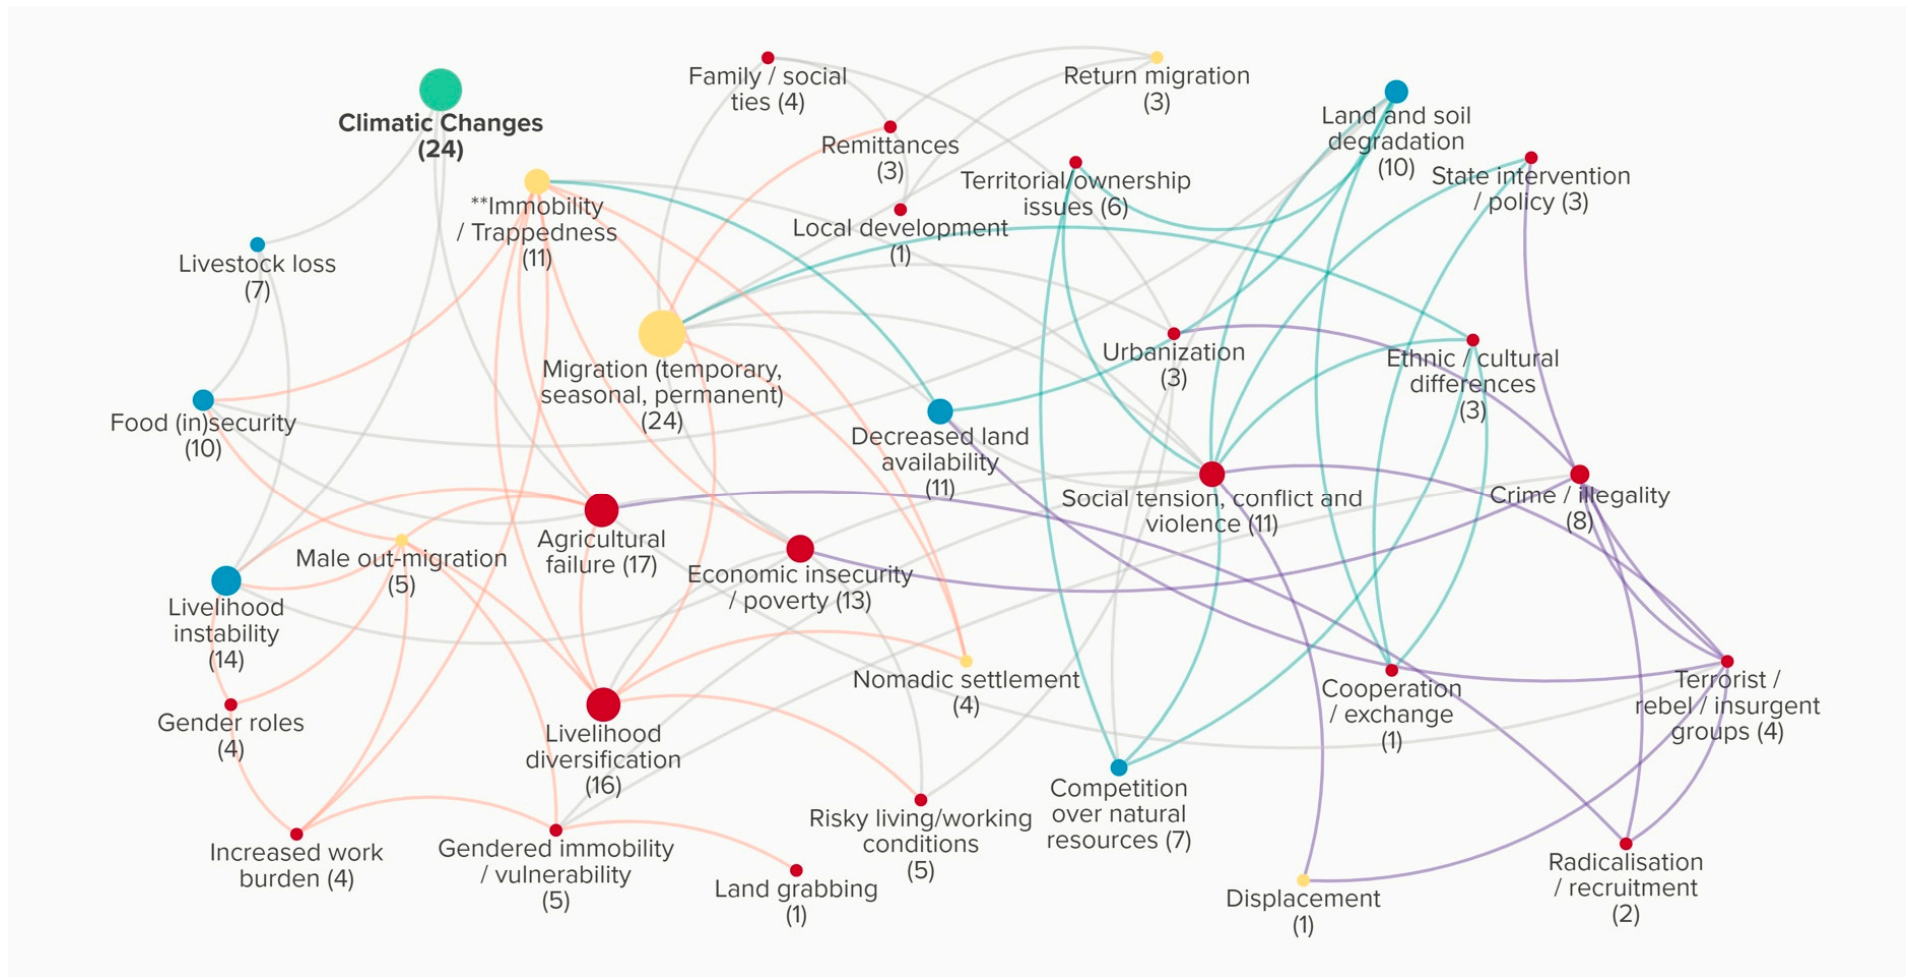 Family / social
ties (4)
Return migration
(3)
Climatic Changes
(24)
Land and soil
degradation
(10)
Remittances
(3)
State intervention
/ policy (3)
Territorial/ownership
issues (6)
**Immobility
/ Trappedness
(11)
Local development
(1)
Livestock loss
(7)
Urbanization
(3)
Ethnic / cultural
differences
(3)
Migration (temporary,
seasonal, permanent)
(24)
Food (in)security
(10)
Decreased land
availability
(11)
Social tension, conflict and
violence (11)
Crime / illegality
(8)
Agricultural
failure (17)
Male out-migration
(5)
Economic insecurity
/ poverty (13)
Livelihood
instability
(14)
Nomadic settlement
(4)
Cooperation
/ exchange
(1)
Terrorist /
rebel / insurgent
groups (4)
Gender roles
(4)
Livelihood
diversification
(16)
Competition
over natural
resources (7)
Risky living/working
conditions
(5)
Increased work
burden (4)
Gendered immobility
/ vulnerability
(5)
Land grabbing
(1)
Displacement
(1)
Radicalisation
/ recruitment
(2)